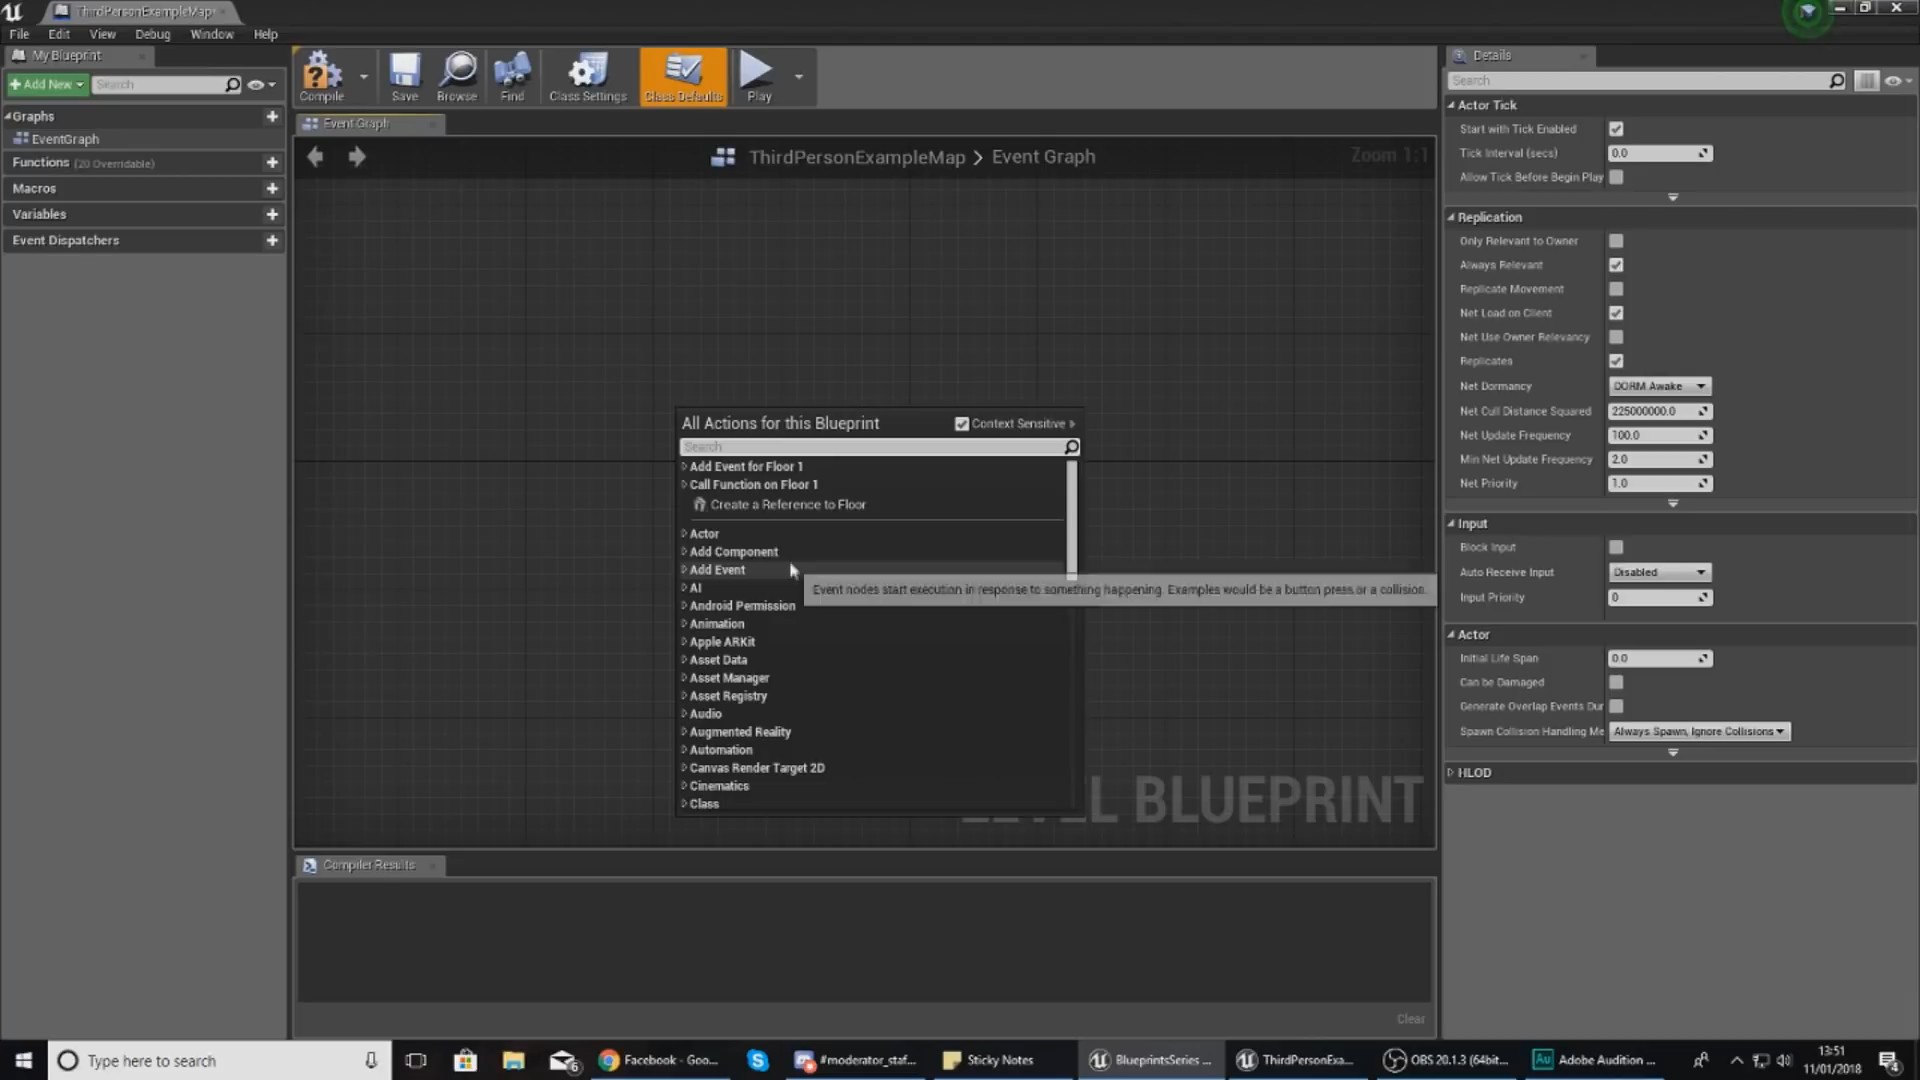 ThirdPersonExampleMap
File Edit View Debug Window Help
My Blueprint
Add New Search
Graphs
EventGraph
Functions (20 Overridable)
Macros
Variables
Event Dispatchers
Compile Save Browse Find Class Settings Class Defaults Play
Event Graph
ThirdPersonExampleMap > Event Graph
Zoom 1:1
All Actions for this Blueprint Context Sensitive
Search
Add Event for Floor 1
Call Function on Floor 1
Create a Reference to Floor
Actor
Add Component
Add Event
AI
Event nodes start execution in response to something happening. Examples would be a button press or a collision.
Android Permission
Animation
Apple ARKit
Asset Data
Asset Manager
Asset Registry
Audio
Augmented Reality
Automation
Canvas Render Target 2D
Cinematics
Class
LEVEL BLUEPRINT
Compiler Results
Clear
Details
Search
Actor Tick
Start with Tick Enabled
Tick Interval (secs) 0.0
Allow Tick Before Begin Play
Replication
Only Relevant to Owner
Always Relevant
Replicate Movement
Net Load on Client
Net Use Owner Relevancy
Replicates
Net Dormancy DORM Awake
Net Cull Distance Squared 225000000.0
Net Update Frequency 100.0
Min Net Update Frequency 2.0
Net Priority 1.0
Input
Block Input
Auto Receive Input Disabled
Input Priority 0
Actor
Initial Life Span 0.0
Can be Damaged
Generate Overlap Events Dur
Spawn Collision Handling Me Always Spawn, Ignore Collisions
HLOD
Type here to search
6
Facebook - Goo...
#moderator_staf...
Sticky Notes
BlueprintsSeries ...
ThirdPersonExa...
OBS 20.1.3 (64bit...
Au Adobe Audition ...
13:51
11/01/2018
4